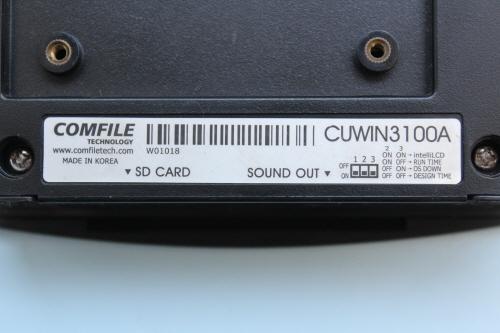 COMFILE
TECHNOLOGY
www.comfiletech.com
MADE IN KOREA
W01018
CUWIN3100A
▼ SD CARD
SOUND OUT ▼
1 2 3
OFF
ON
2 3
ON ON → intelliLCD
ON OFF → RUN TIME
OFF ON → OS DOWN
OFF OFF → DESIGN TIME